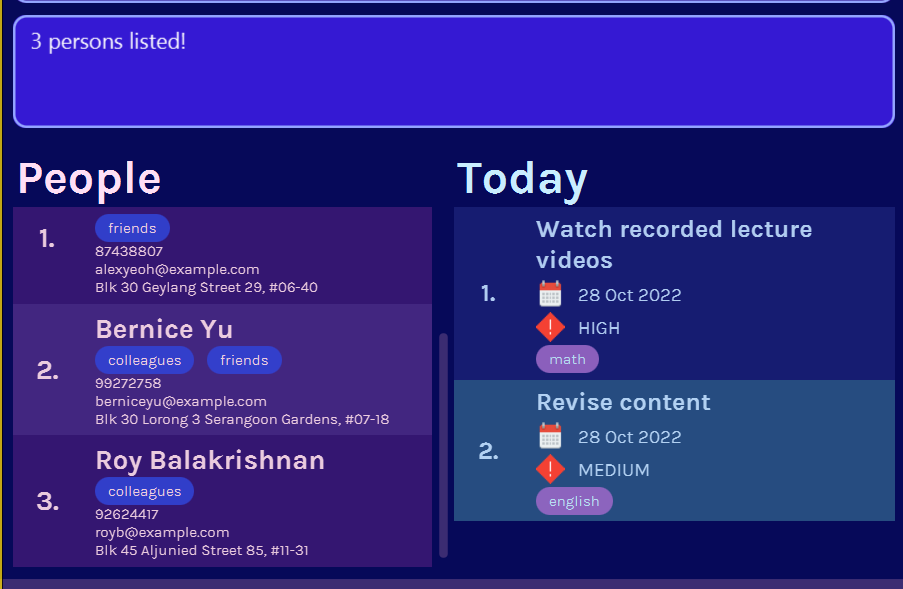 3 persons listed!
People
1.
friends
87438807
alexyeoh@example.com
Blk 30 Geylang Street 29, #06-40
2.
Bernice Yu
colleagues friends
99272758
berniceyu@example.com
Blk 30 Lorong 3 Serangoon Gardens, #07-18
3.
Roy Balakrishnan
colleagues
92624417
royb@example.com
Blk 45 Aljunied Street 85, #11-31
Today
1.
Watch recorded lecture
videos
28 Oct 2022
HIGH
math
2.
Revise content
28 Oct 2022
MEDIUM
english